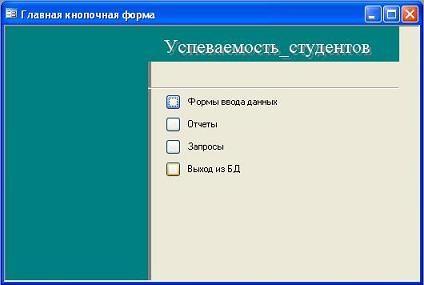 Главная кнопочная форма
Успеваемость_студентов
Формы ввода данных
Отчеты
Запросы
Выход из БД